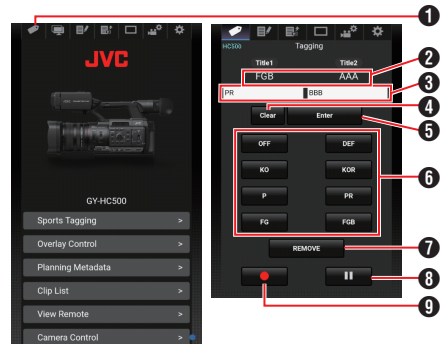 JVC
GY-HC500
Sports Tagging >
Overlay Control >
Planning Metadata >
Clip List >
View Remote >
Camera Control >
HC500 Tagging
Title1 Title2
FGB AAA
PR BBB
Clear Enter
OFF DEF
KO KOR
P PR
FG FGB
REMOVE
1
2
3
4
5
6
7
8
9